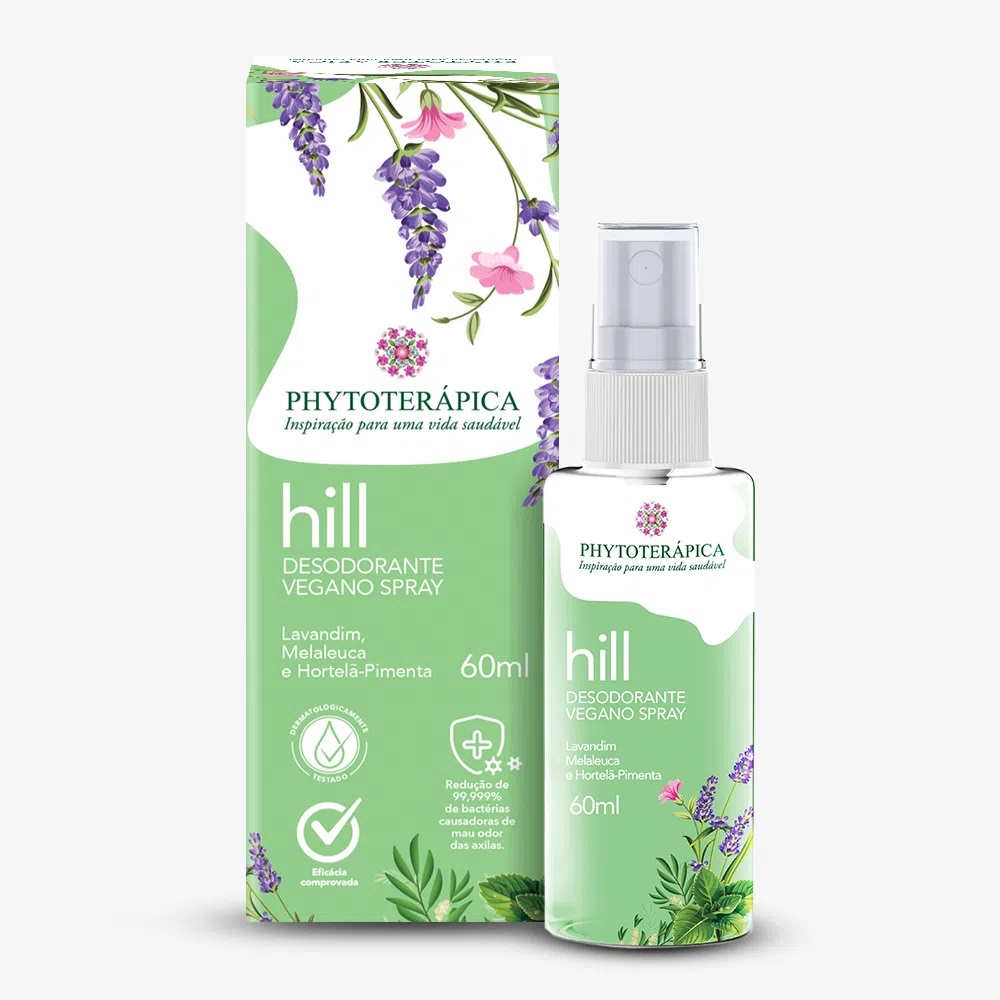 PHYTOTERÁPICA
Inspiração para uma vida saudável
hill
DESODORANTE
VEGANO SPRAY
Lavandim,
Melaleuca
e Hortelã-Pimenta
60ml
DERMATOLOGICAMENTE
TESTADO
Eficácia
comprovada
Redução de
99,999%
de bactérias
causadoras de
mau odor
das axilas.
PHYTOTERÁPICA
Inspiração para uma vida saudável
hill
DESODORANTE
VEGANO SPRAY
Lavandim
Melaleuca
e Hortelã-Pimenta
60ml